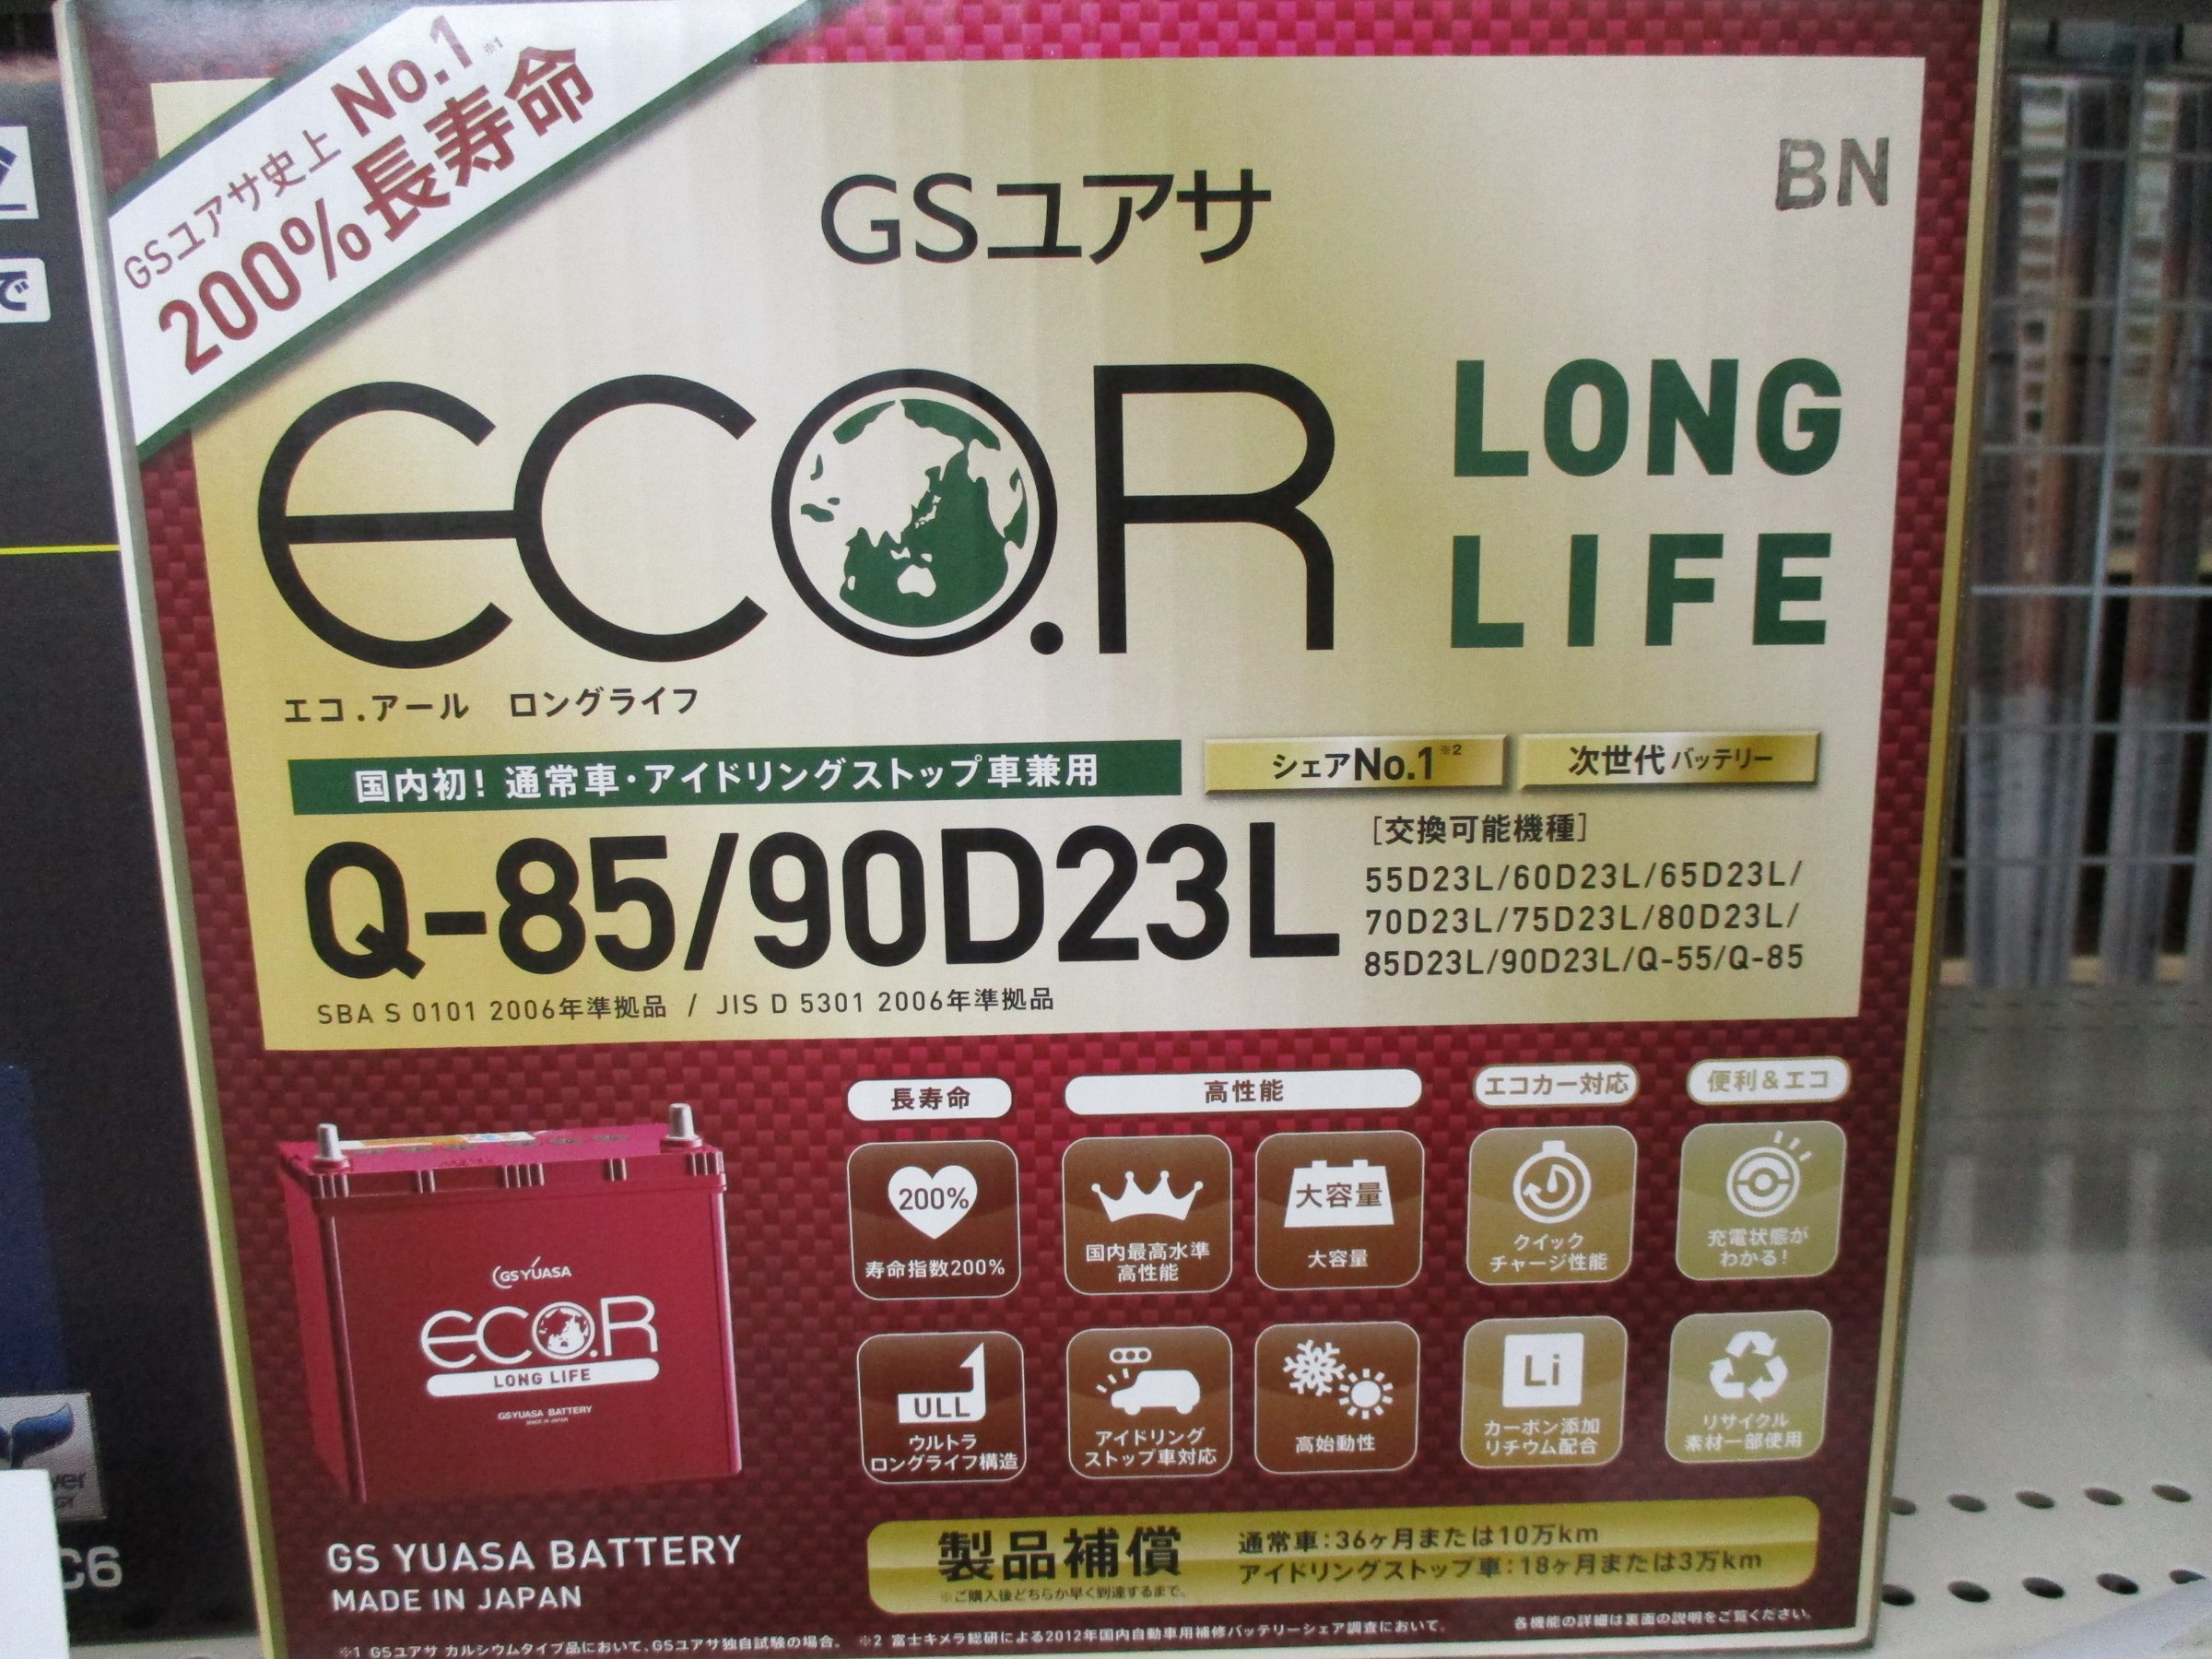 GSユアサ史上 No.1※1
200%長寿命
GSユアサ
BN
eco.R
LONG
LIFE
エコ.アール ロングライフ
国内初! 通常車・アイドリングストップ車兼用
シェアNo.1※2
次世代バッテリー
Q-85/90D23L
[交換可能機種]
55D23L/60D23L/65D23L/
70D23L/75D23L/80D23L/
85D23L/90D23L/Q-55/Q-85
SBA S 0101 2006年準拠品 / JIS D 5301 2006年準拠品
長寿命
高性能
エコカー対応
便利&エコ
200%
寿命指数200%
国内最高水準
高性能
大容量
大容量
クイック
チャージ性能
充電状態が
わかる!
ULL
ウルトラ
ロングライフ構造
アイドリング
ストップ車対応
高始動性
Li
カーボン添加
リチウム配合
リサイクル
素材一部使用
GS YUASA
eco.R
LONG LIFE
GSYUASA BATTERY
MADE IN JAPAN
GS YUASA BATTERY
MADE IN JAPAN
製品補償
※ご購入後どちらか早く到達するまで。
通常車:36ヶ月または10万km
アイドリングストップ車:18ヶ月または3万km
各機能の詳細は裏面の説明をご覧ください。
※1 GSユアサ カルシウムタイプ品において、GSユアサ独自試験の場合。 ※2 富士キメラ総研による2012年国内自動車用補修バッテリーシェア調査において。
で
C6